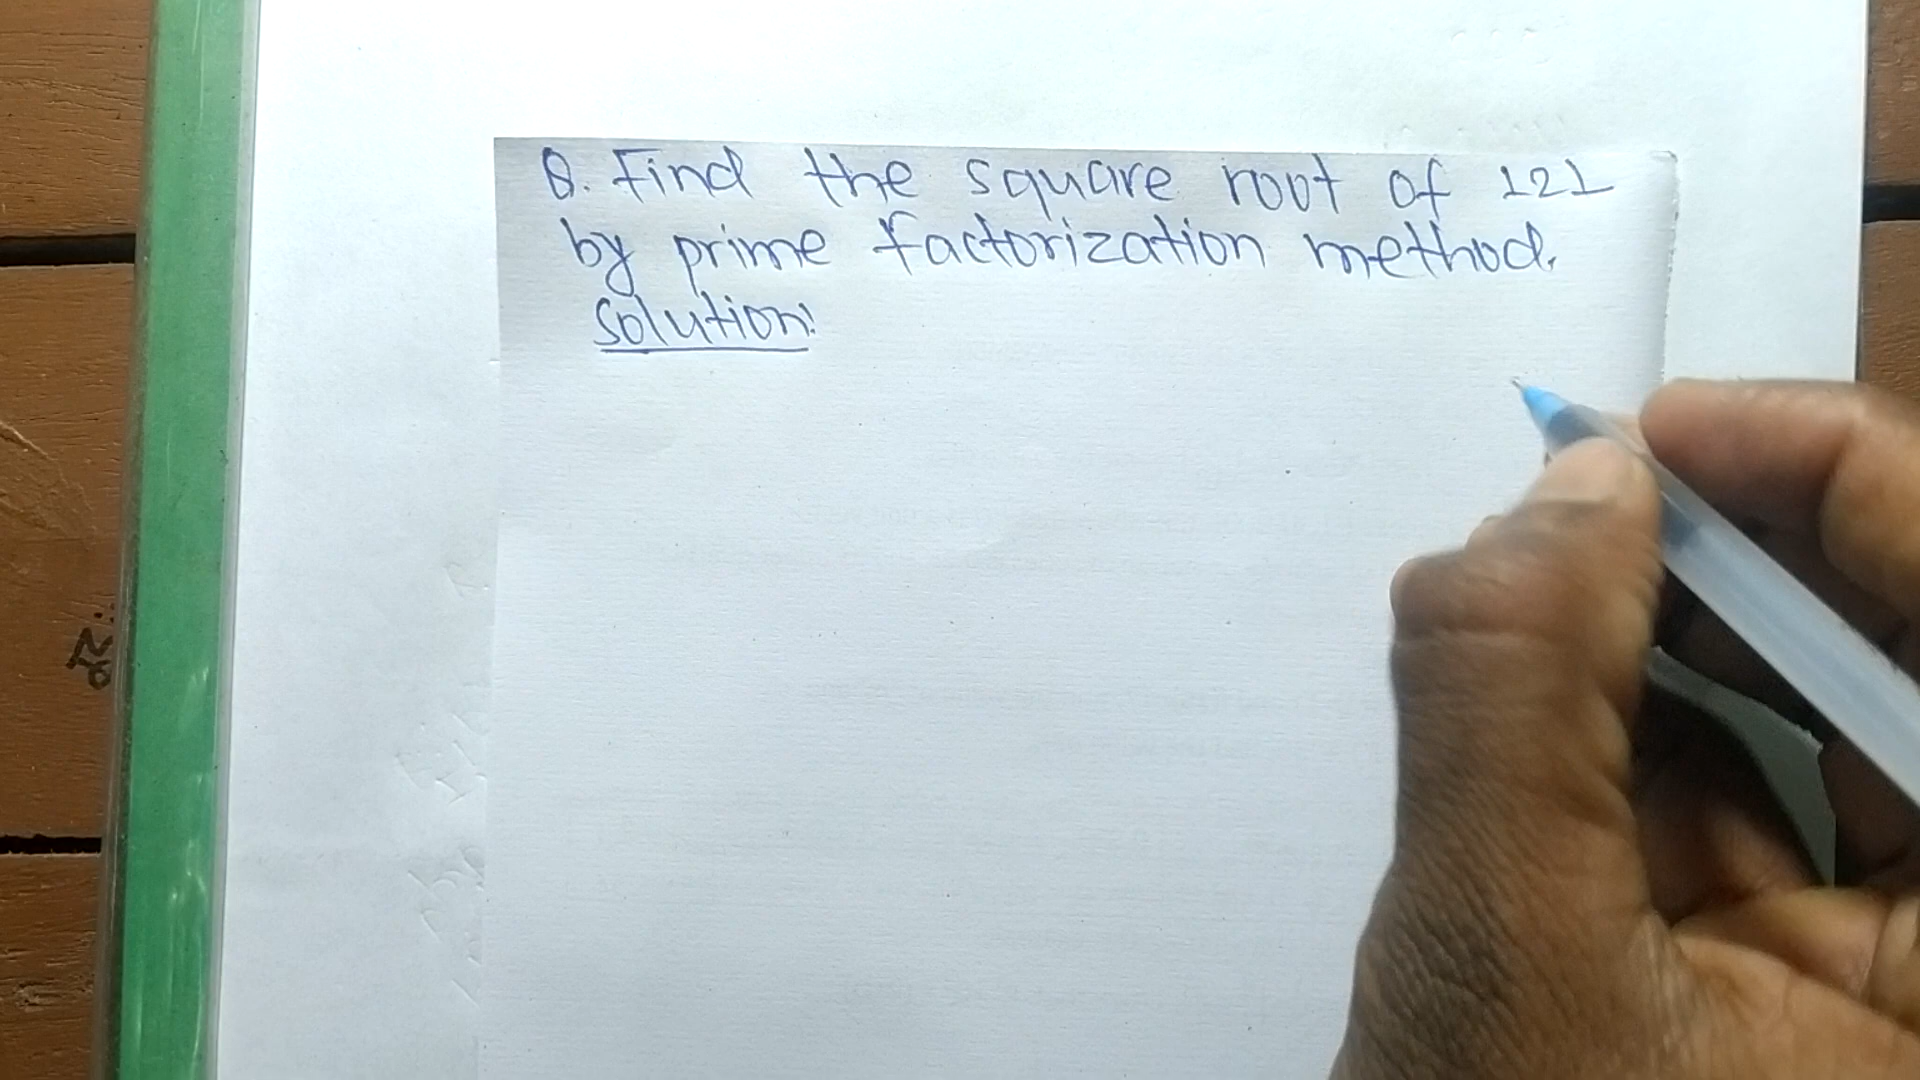 Q. Find the square root of 121
by prime factorization method.
Solution: